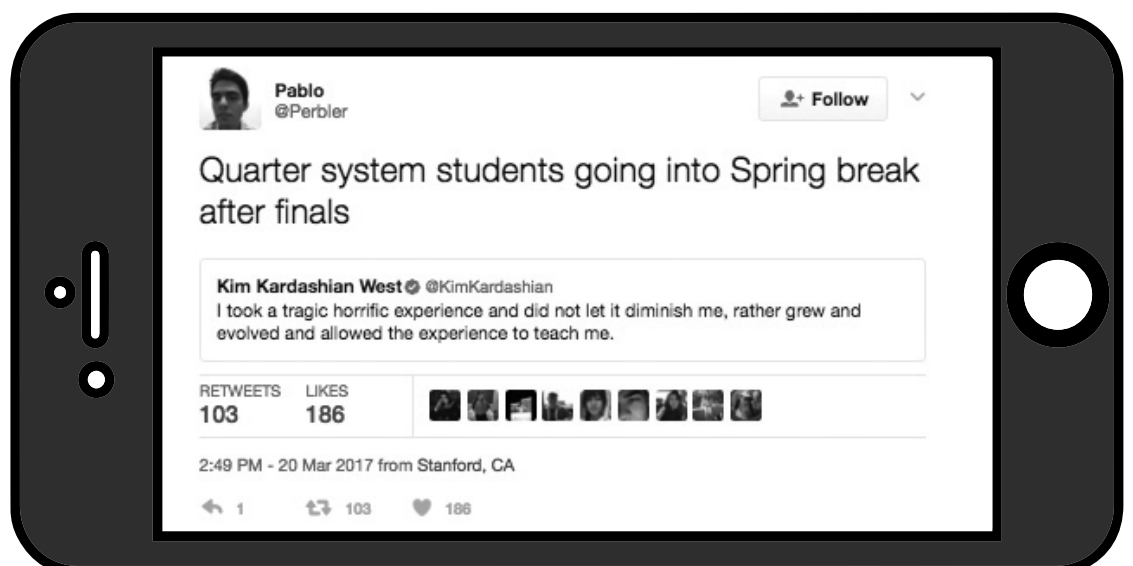 Pablo
@Perbler
Follow
Quarter system students going into Spring break
after finals
Kim Kardashian West @KimKardashian
I took a tragic horrific experience and did not let it diminish me, rather grew and
evolved and allowed the experience to teach me.
RETWEETS LIKES
103 186
2:49 PM - 20 Mar 2017 from Stanford, CA
1 103 186